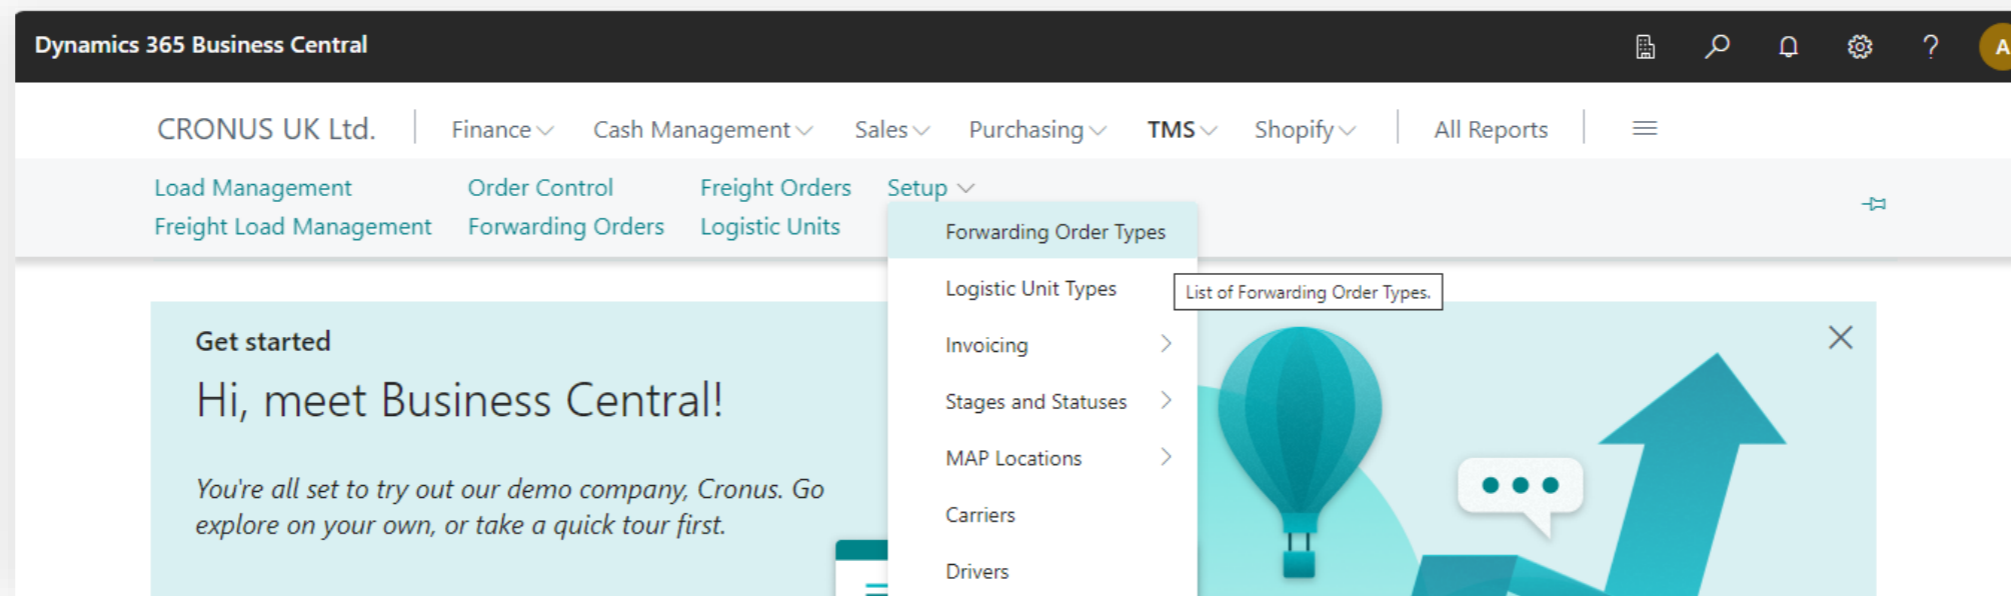 Dynamics 365 Business Central
A
CRONUS UK Ltd. Finance Cash Management Sales Purchasing TMS Shopify All Reports
Load Management Order Control Freight Orders Setup
Freight Load Management Forwarding Orders Logistic Units
Forwarding Order Types
Logistic Unit Types
List of Forwarding Order Types.
Invoicing
Stages and Statuses
MAP Locations
Carriers
Drivers
Get started
Hi, meet Business Central!
You're all set to try out our demo company, Cronus. Go
explore on your own, or take a quick tour first.